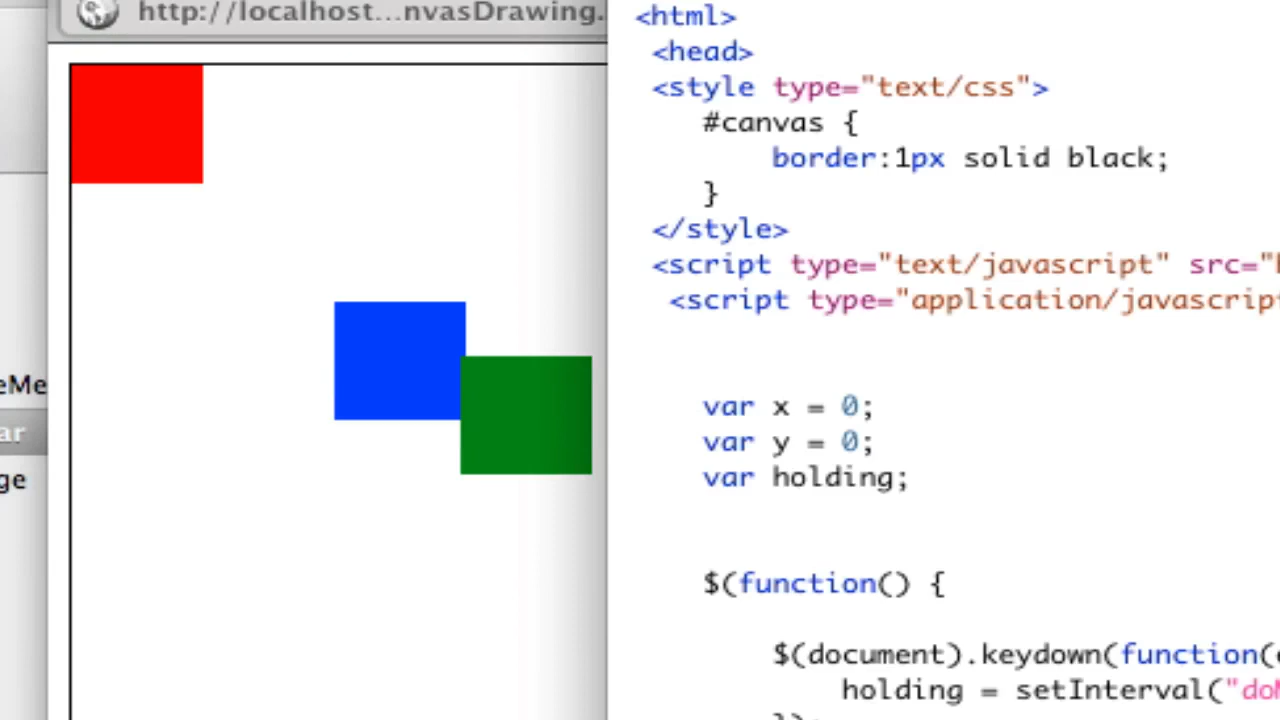 http://localhost...nvasDrawing.
eMe
ar
ge
<html>
<head>
<style type="text/css">
#canvas {
border:1px solid black;
}
</style>
<script type="text/javascript" src="
<script type="application/javascrip
var x = 0;
var y = 0;
var holding;
$(function() {
$(document).keydown(function(
holding = setInterval("do
});